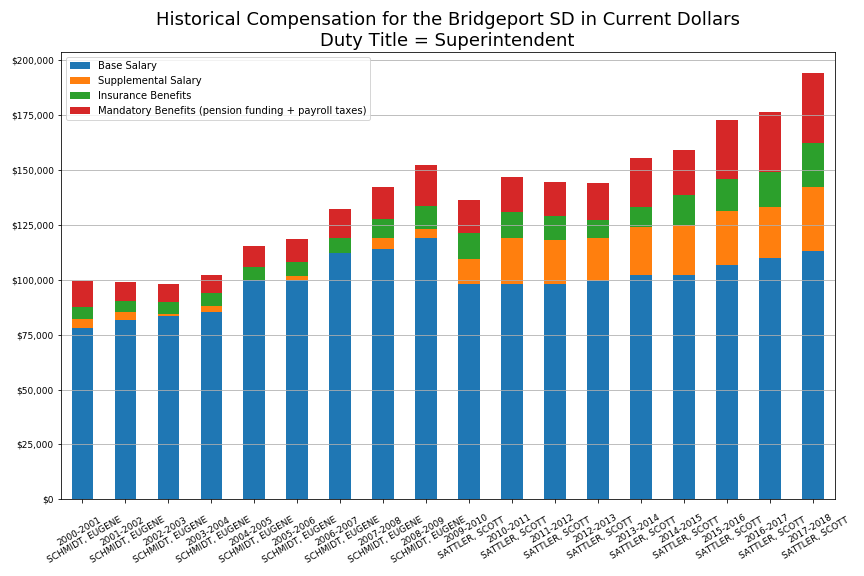 Historical Compensation for the Bridgeport SD in Current Dollars
Duty Title = Superintendent
Base Salary
Supplemental Salary
Insurance Benefits
Mandatory Benefits (pension funding + payroll taxes)
$200,000
$175,000
$150,000
$125,000
$100,000
$75,000
$50,000
$25,000
$0
2000-2001
SCHMIDT, EUGENE
2001-2002
SCHMIDT, EUGENE
2002-2003
SCHMIDT, EUGENE
2003-2004
SCHMIDT, EUGENE
2004-2005
SCHMIDT, EUGENE
2005-2006
SCHMIDT, EUGENE
2006-2007
SCHMIDT, EUGENE
2007-2008
SCHMIDT, EUGENE
2008-2009
SCHMIDT, EUGENE
2009-2010
SATTLER, SCOTT
2010-2011
SATTLER, SCOTT
2011-2012
SATTLER, SCOTT
2012-2013
SATTLER, SCOTT
2013-2014
SATTLER, SCOTT
2014-2015
SATTLER, SCOTT
2015-2016
SATTLER, SCOTT
2016-2017
SATTLER, SCOTT
2017-2018
SATTLER, SCOTT